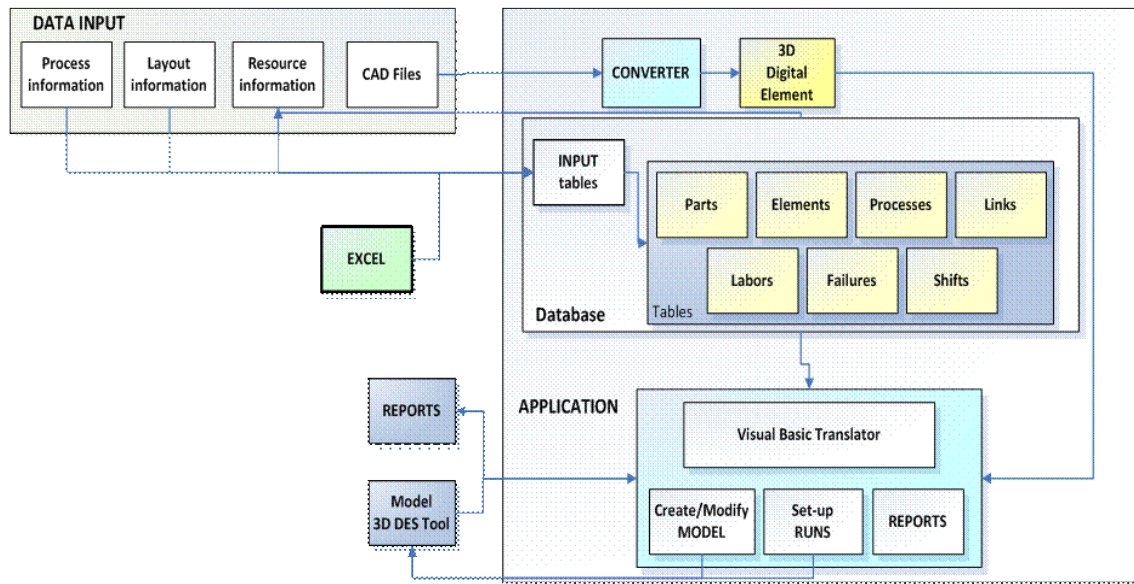 DATA INPUT
Process
information
Layout
information
Resource
information
CAD Files
CONVERTER
3D
Digital
Element
INPUT
tables
Parts
Elements
Processes
Links
Labors
Failures
Shifts
Tables
Database
EXCEL
REPORTS
Model
3D DES Tool
APPLICATION
Visual Basic Translator
Create/Modify
MODEL
Set-up
RUNS
REPORTS